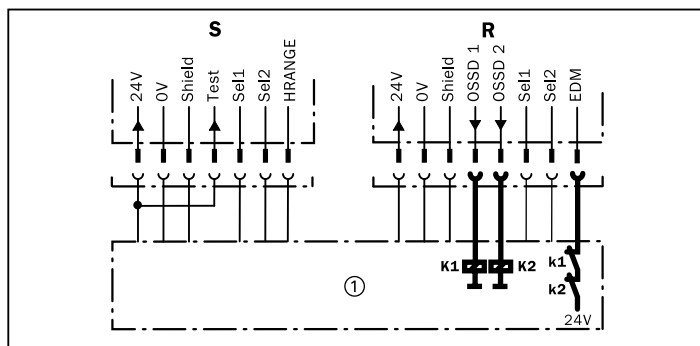 S
R
24V
0V
Shield
Test
Sel1
Sel2
HRANGE
24V
0V
Shield
OSSD 1
OSSD 2
Sel1
Sel2
EDM
K1
K2
k1
k2
①
24V